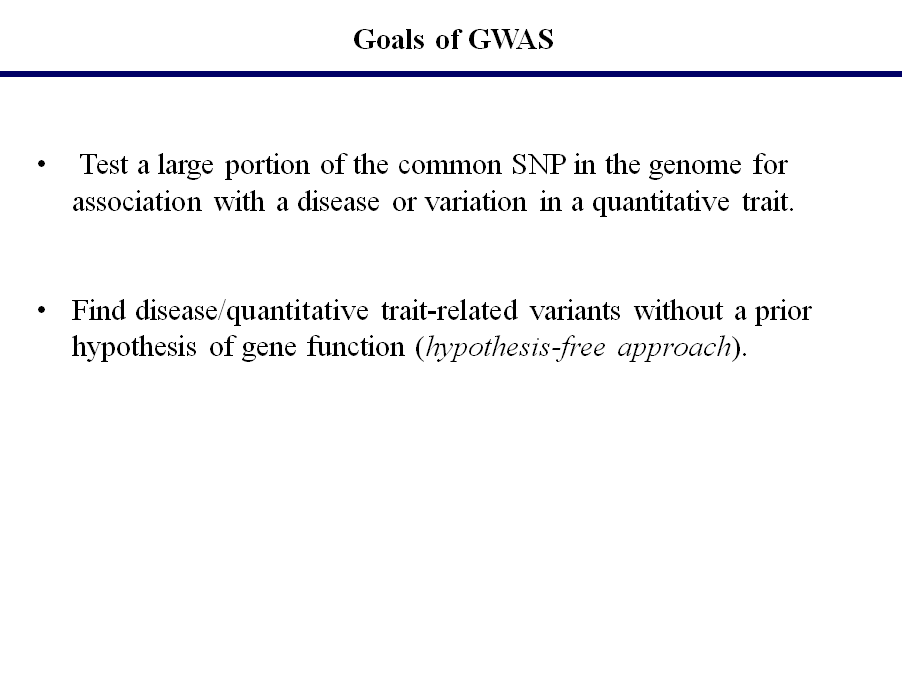 Goals of GWAS
• Test a large portion of the common SNP in the genome for
association with a disease or variation in a quantitative trait.
• Find disease/quantitative trait-related variants without a prior
hypothesis of gene function (hypothesis-free approach).